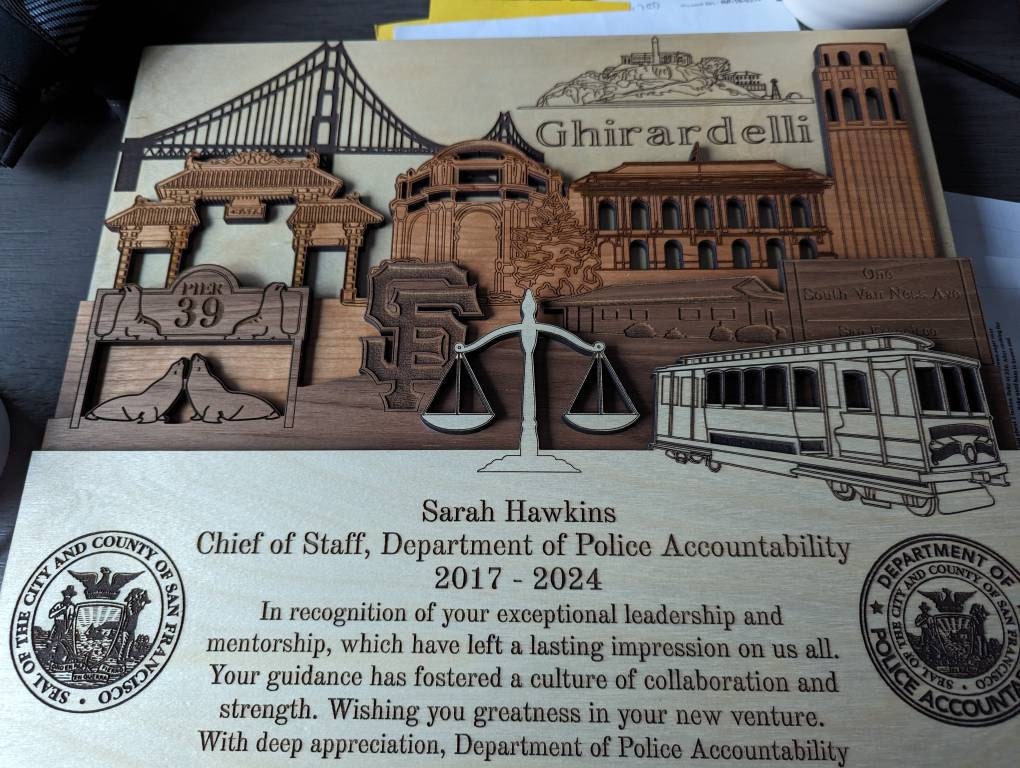 Ghirardelli
PIER
39
SF
One
South Van Ness Ave
San Francisco
Sarah Hawkins
Chief of Staff, Department of Police Accountability
2017 - 2024
In recognition of your exceptional leadership and
mentorship, which have left a lasting impression on us all.
Your guidance has fostered a culture of collaboration and
strength. Wishing you greatness in your new venture.
With deep appreciation, Department of Police Accountability
SEAL OF THE CITY AND COUNTY OF SAN FRANCISCO
DEPARTMENT OF
POLICE ACCOUNTA
THE CITY AND COUNTY OF SAN FRAN